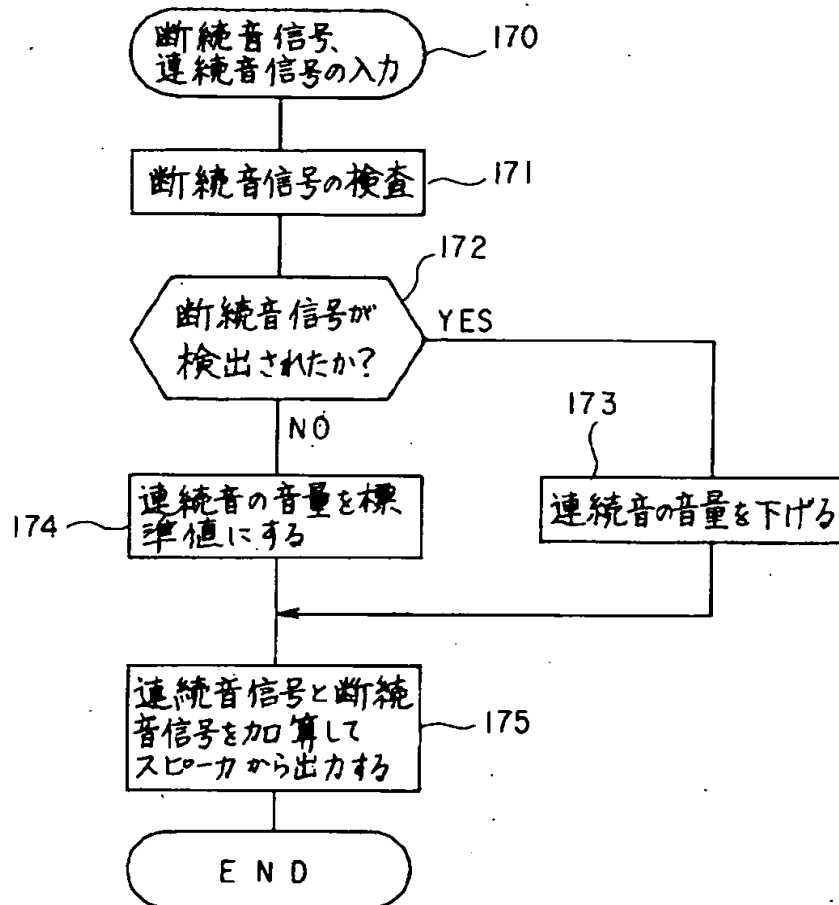 断続音信号、
連続音信号の入力
170
断続音信号の検査
171
172
断続音信号が
検出されたか?
YES
NO
173
連続音の音量を下げる
174
連続音の音量を標
準値にする
連続音信号と断続
音信号を加算して
スピーカから出力する
175
END